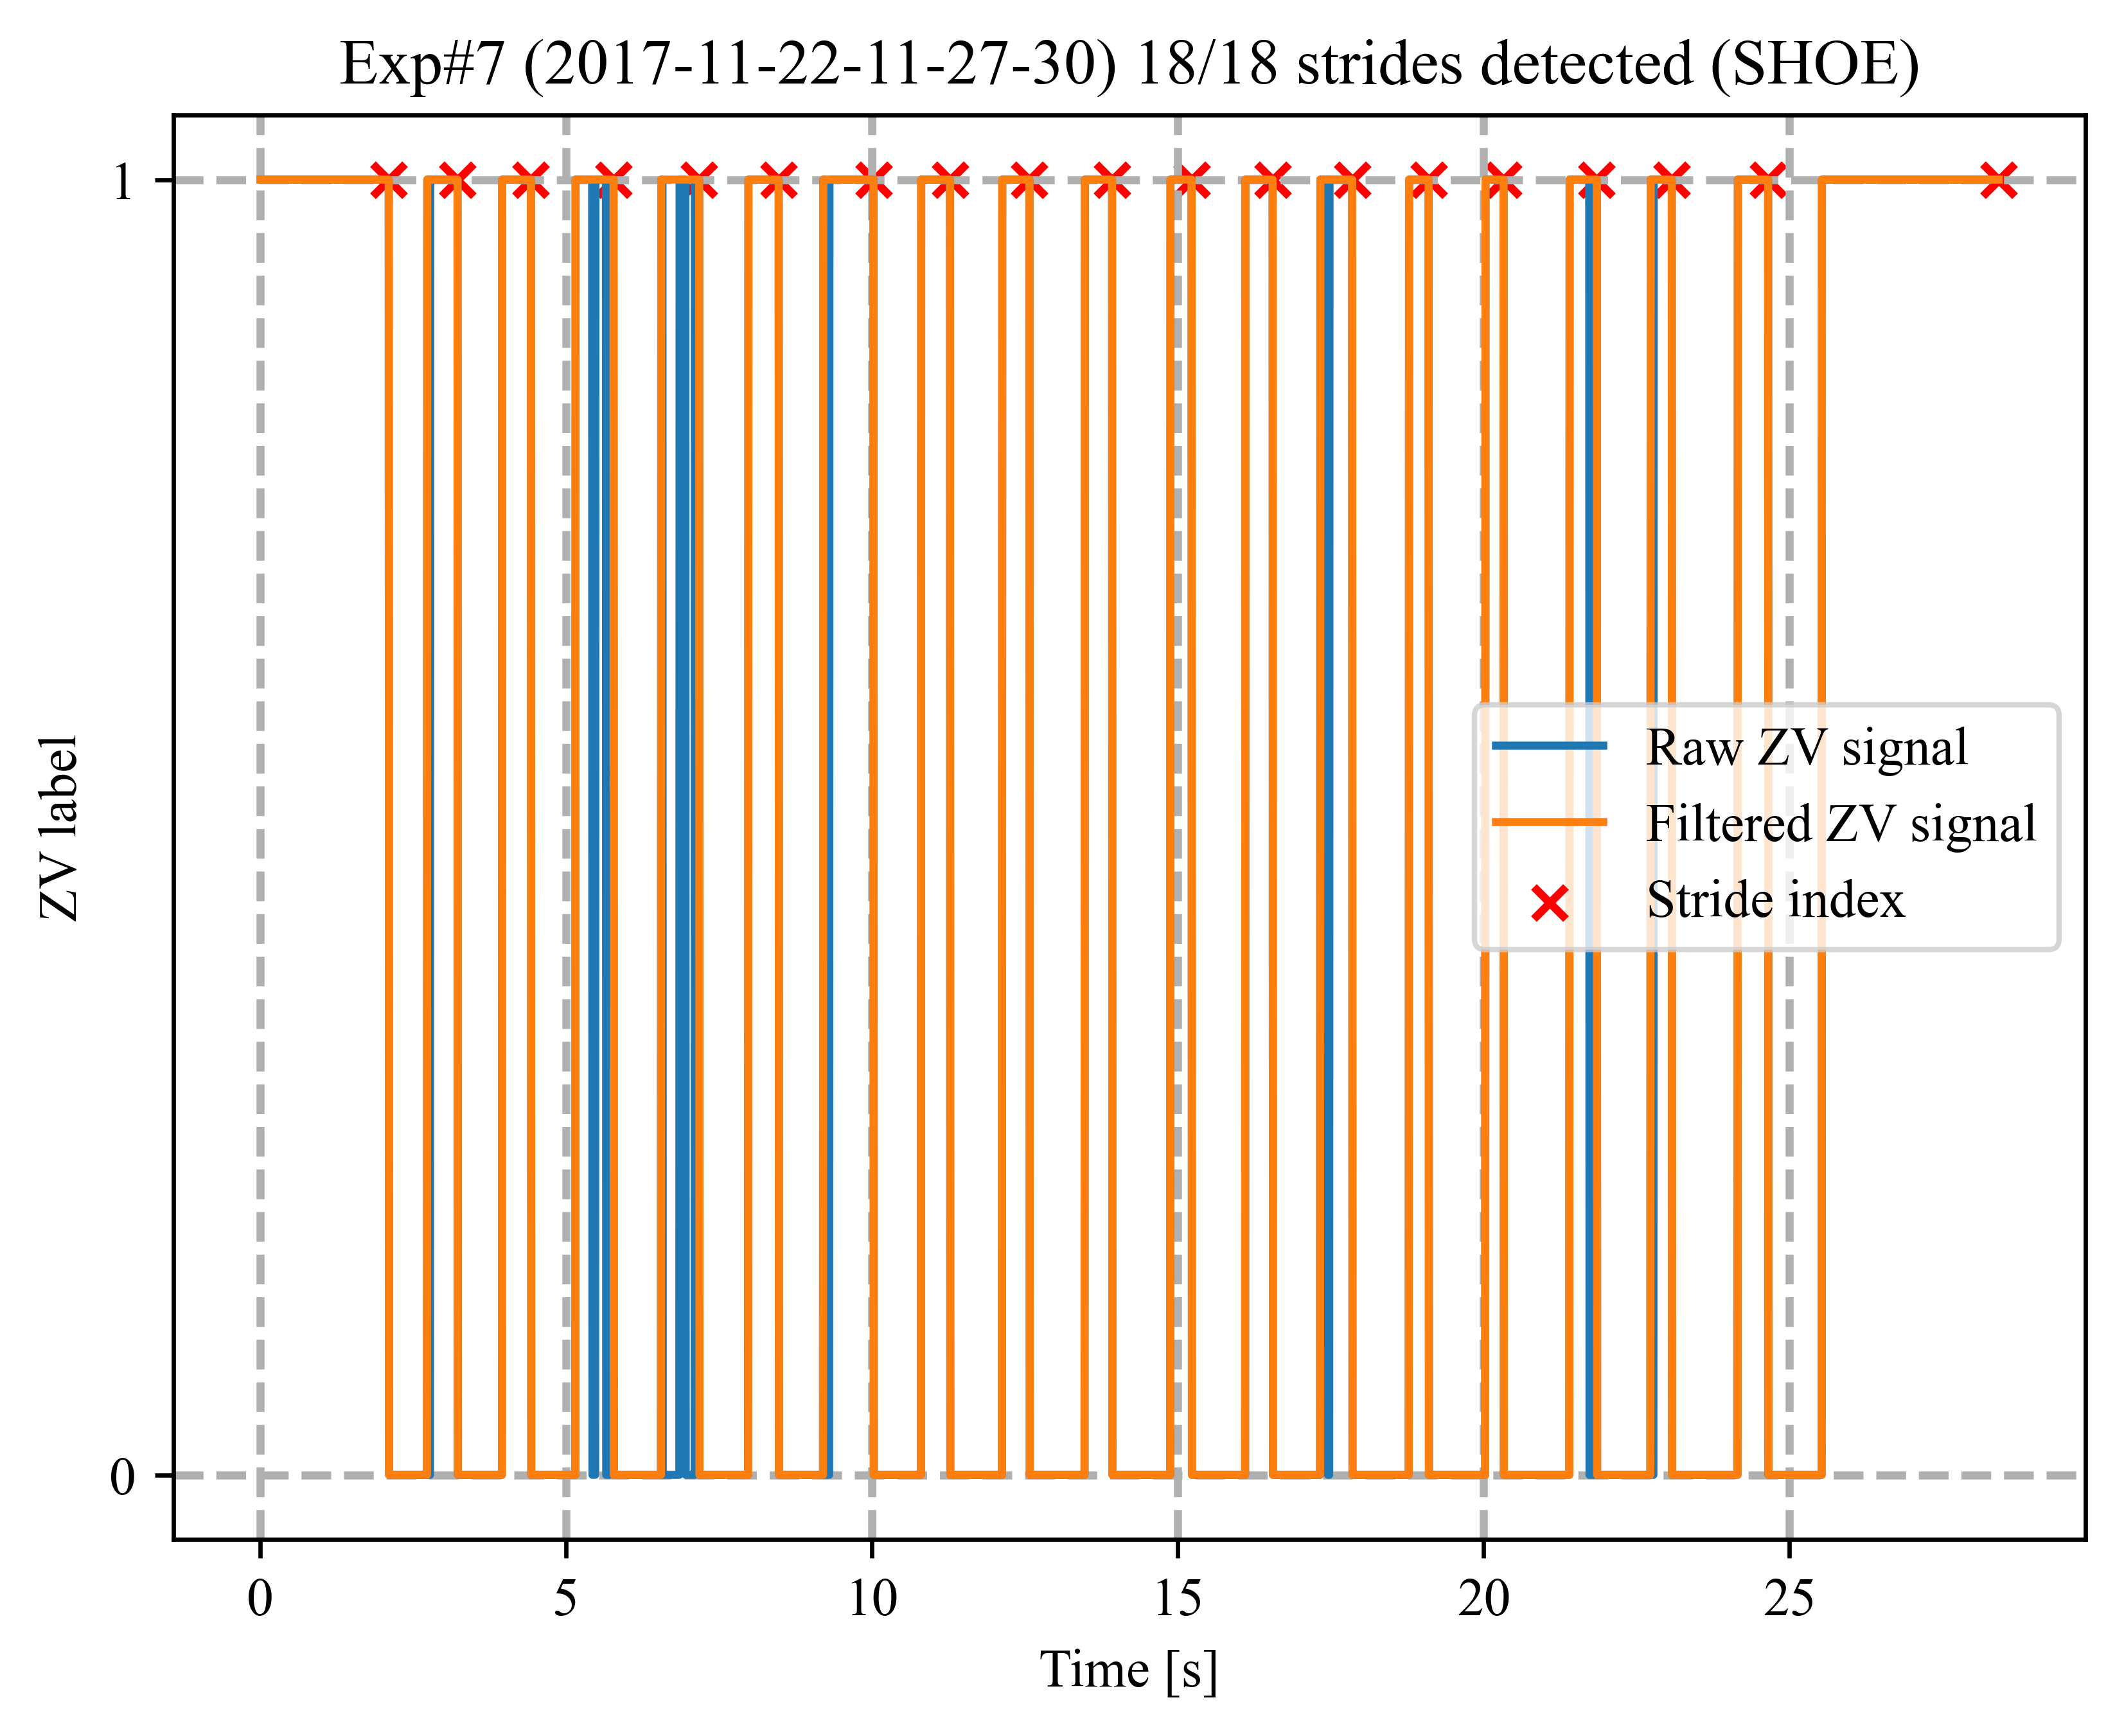 Exp#7 (2017-11-22-11-27-30) 18/18 strides detected (SHOE)
1
ZV label
Raw ZV signal
Filtered ZV signal
Stride index
0
0 5 10 15 20 25
Time [s]